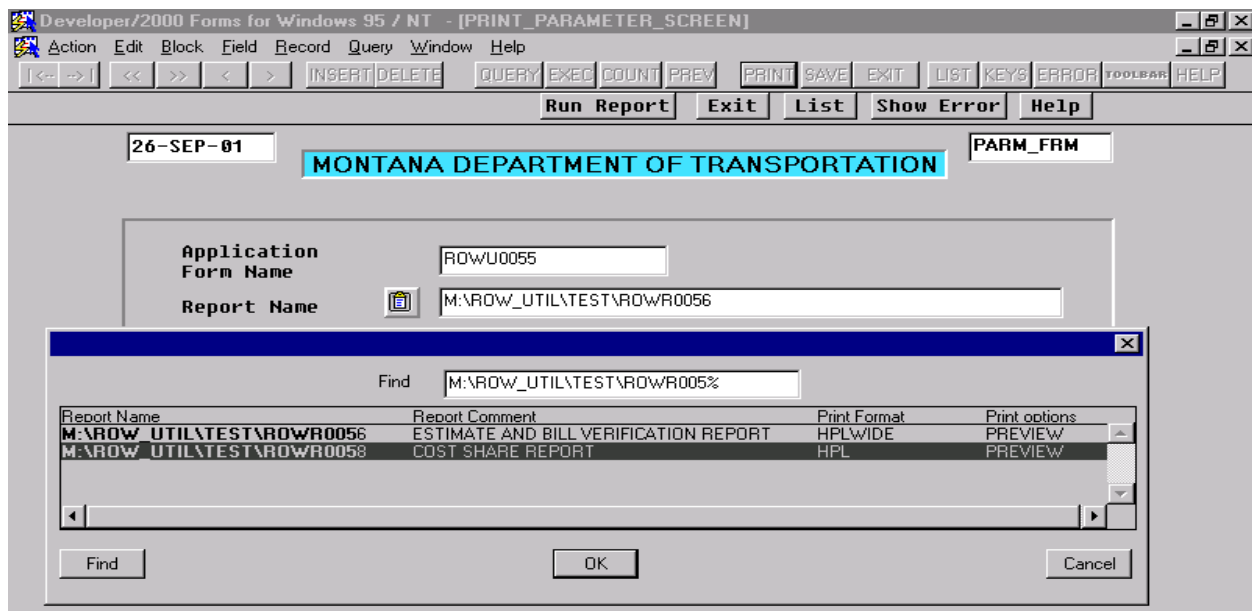 Developer/2000 Forms for Windows 95 / NT - [PRINT_PARAMETER_SCREEN]
Action Edit Block Field Record Query Window Help
|<-- -->| << >> < > INSERT DELETE QUERY EXEC COUNT PREV PRINT SAVE EXIT LIST KEYS ERROR TOOLBAR HELP
Run Report Exit List Show Error Help
26-SEP-01 PARM_FRM
MONTANA DEPARTMENT OF TRANSPORTATION
Application
Form Name ROWU0055
Report Name M:\ROW_UTIL\TEST\ROWR0056
Find M:\ROW_UTIL\TEST\ROWR005%
Report Name Report Comment Print Format Print options
M:\ROW_UTIL\TEST\ROWR0056 ESTIMATE AND BILL VERIFICATION REPORT HPLWIDE PREVIEW
M:\ROW_UTIL\TEST\ROWR0058 COST SHARE REPORT HPL PREVIEW
Find OK Cancel